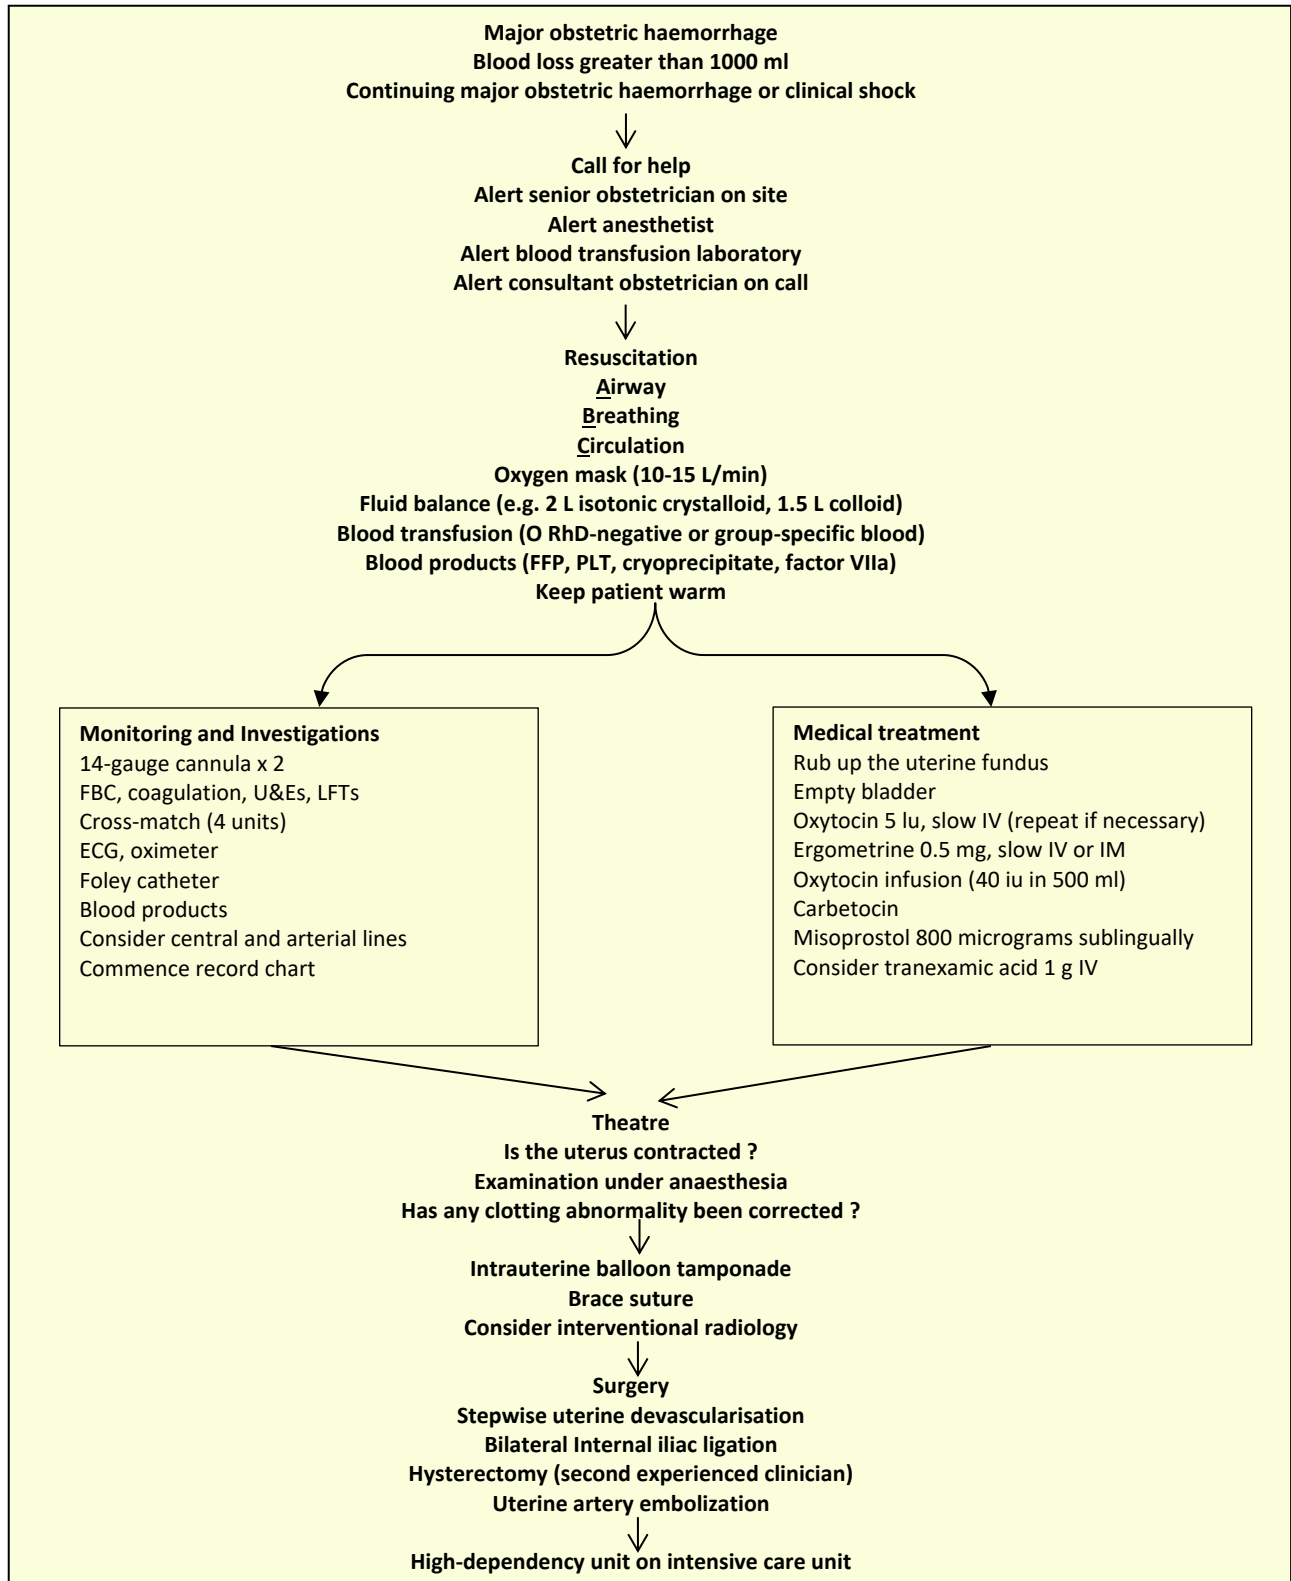 Major obstetric haemorrhage
Blood loss greater than 1000 ml
Continuing major obstetric haemorrhage or clinical shock
Call for help
Alert senior obstetrician on site
Alert anesthetist
Alert blood transfusion laboratory
Alert consultant obstetrician on call
Resuscitation
Airway
Breathing
Circulation
Oxygen mask (10-15 L/min)
Fluid balance (e.g. 2 L isotonic crystalloid, 1.5 L colloid)
Blood transfusion (O RhD-negative or group-specific blood)
Blood products (FFP, PLT, cryoprecipitate, factor VIIa)
Keep patient warm
Monitoring and Investigations
14-gauge cannula x 2
FBC, coagulation, U&Es, LFTs
Cross-match (4 units)
ECG, oximeter
Foley catheter
Blood products
Consider central and arterial lines
Commence record chart
Medical treatment
Rub up the uterine fundus
Empty bladder
Oxytocin 5 lu, slow IV (repeat if necessary)
Ergometrine 0.5 mg, slow IV or IM
Oxytocin infusion (40 iu in 500 ml)
Carbetocin
Misoprostol 800 micrograms sublingually
Consider tranexamic acid 1 g IV
Theatre
Is the uterus contracted ?
Examination under anaesthesia
Has any clotting abnormality been corrected ?
Intrauterine balloon tamponade
Brace suture
Consider interventional radiology
Surgery
Stepwise uterine devascularisation
Bilateral Internal iliac ligation
Hysterectomy (second experienced clinician)
Uterine artery embolization
High-dependency unit on intensive care unit